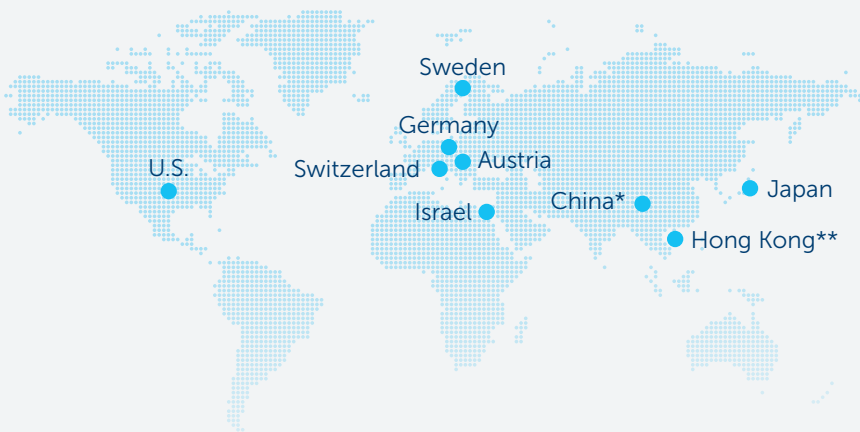 Sweden
Germany
U.S.
Switzerland
Austria
Israel
China*
Japan
Hong Kong**